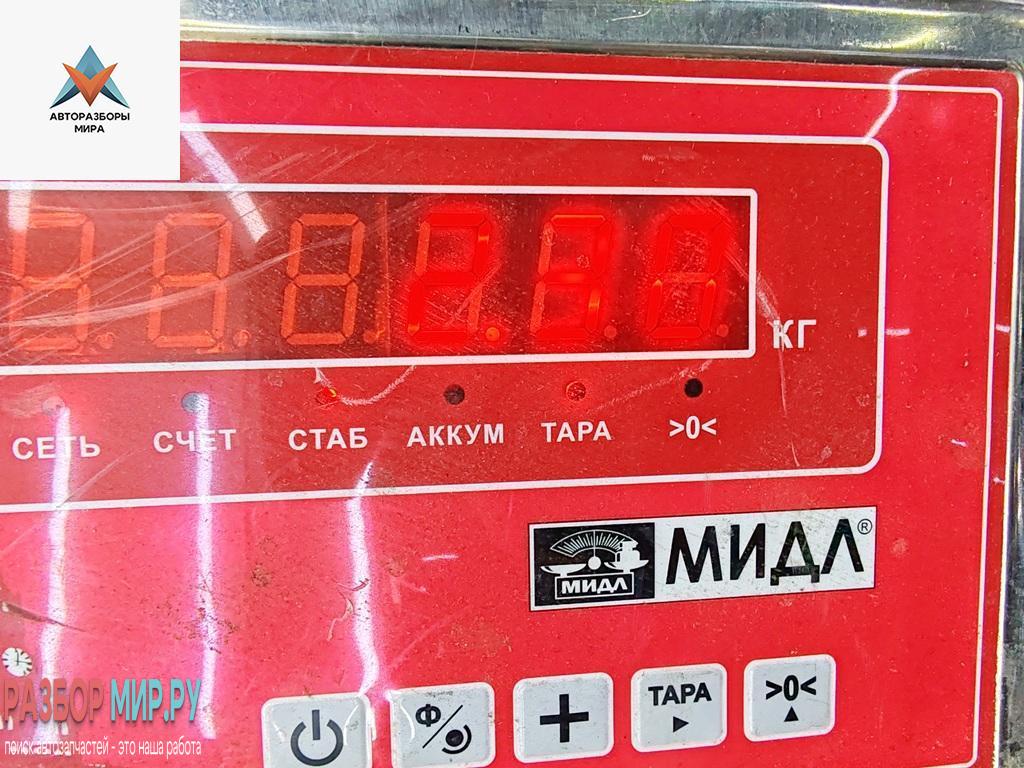 АВТОРАЗБОРЫ
МИРА
КГ
СЕТЬ СЧЕТ СТАБ АККУМ ТАРА >0<
МИДЛ МИДЛ®
РАЗБОР МИР.РУ
поиск автозапчастей - это наша работа
Ф + ТАРА >0<